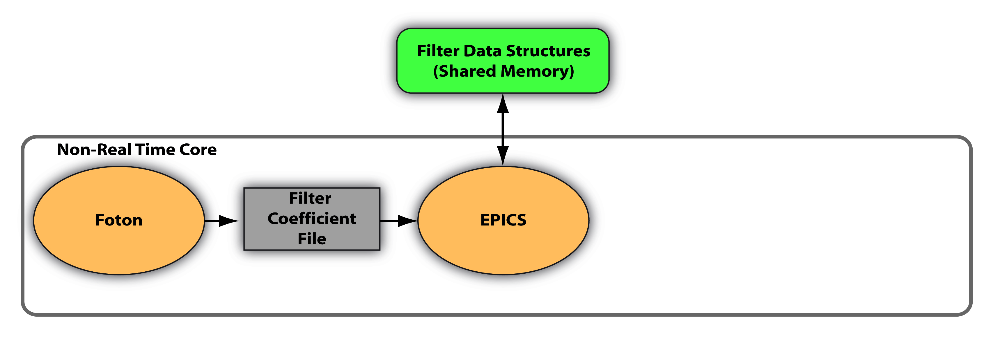 Filter Data Structures
(Shared Memory)
Non-Real Time Core
Foton
Filter
Coefficient
File
EPICS